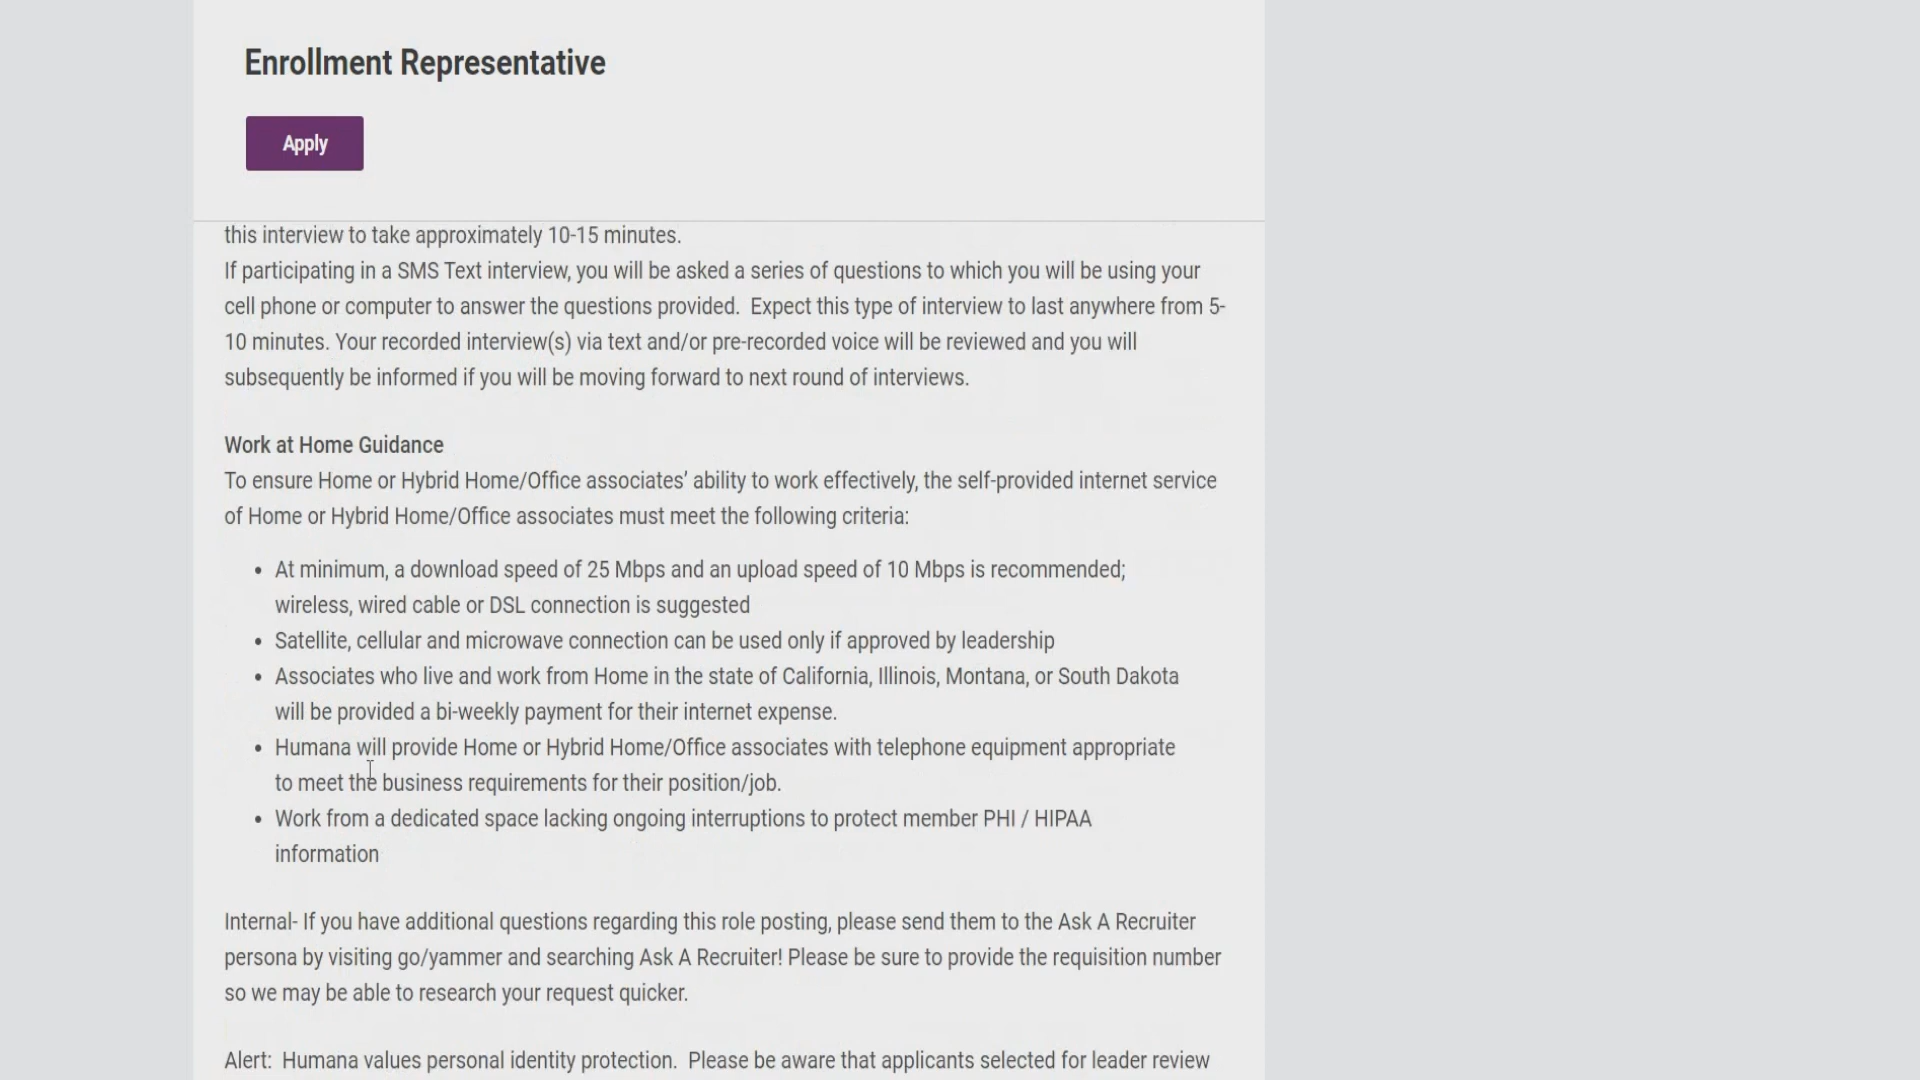 Enrollment Representative
Apply
this interview to take approximately 10-15 minutes.
If participating in a SMS Text interview, you will be asked a series of questions to which you will be using your
cell phone or computer to answer the questions provided.  Expect this type of interview to last anywhere from 5-
10 minutes. Your recorded interview(s) via text and/or pre-recorded voice will be reviewed and you will
subsequently be informed if you will be moving forward to next round of interviews.
Work at Home Guidance
To ensure Home or Hybrid Home/Office associates’ ability to work effectively, the self-provided internet service
of Home or Hybrid Home/Office associates must meet the following criteria:
• At minimum, a download speed of 25 Mbps and an upload speed of 10 Mbps is recommended;
wireless, wired cable or DSL connection is suggested
• Satellite, cellular and microwave connection can be used only if approved by leadership
• Associates who live and work from Home in the state of California, Illinois, Montana, or South Dakota
will be provided a bi-weekly payment for their internet expense.
• Humana will provide Home or Hybrid Home/Office associates with telephone equipment appropriate
to meet the business requirements for their position/job.
• Work from a dedicated space lacking ongoing interruptions to protect member PHI / HIPAA
information
Internal- If you have additional questions regarding this role posting, please send them to the Ask A Recruiter
persona by visiting go/yammer and searching Ask A Recruiter! Please be sure to provide the requisition number
so we may be able to research your request quicker.
Alert:  Humana values personal identity protection.  Please be aware that applicants selected for leader review